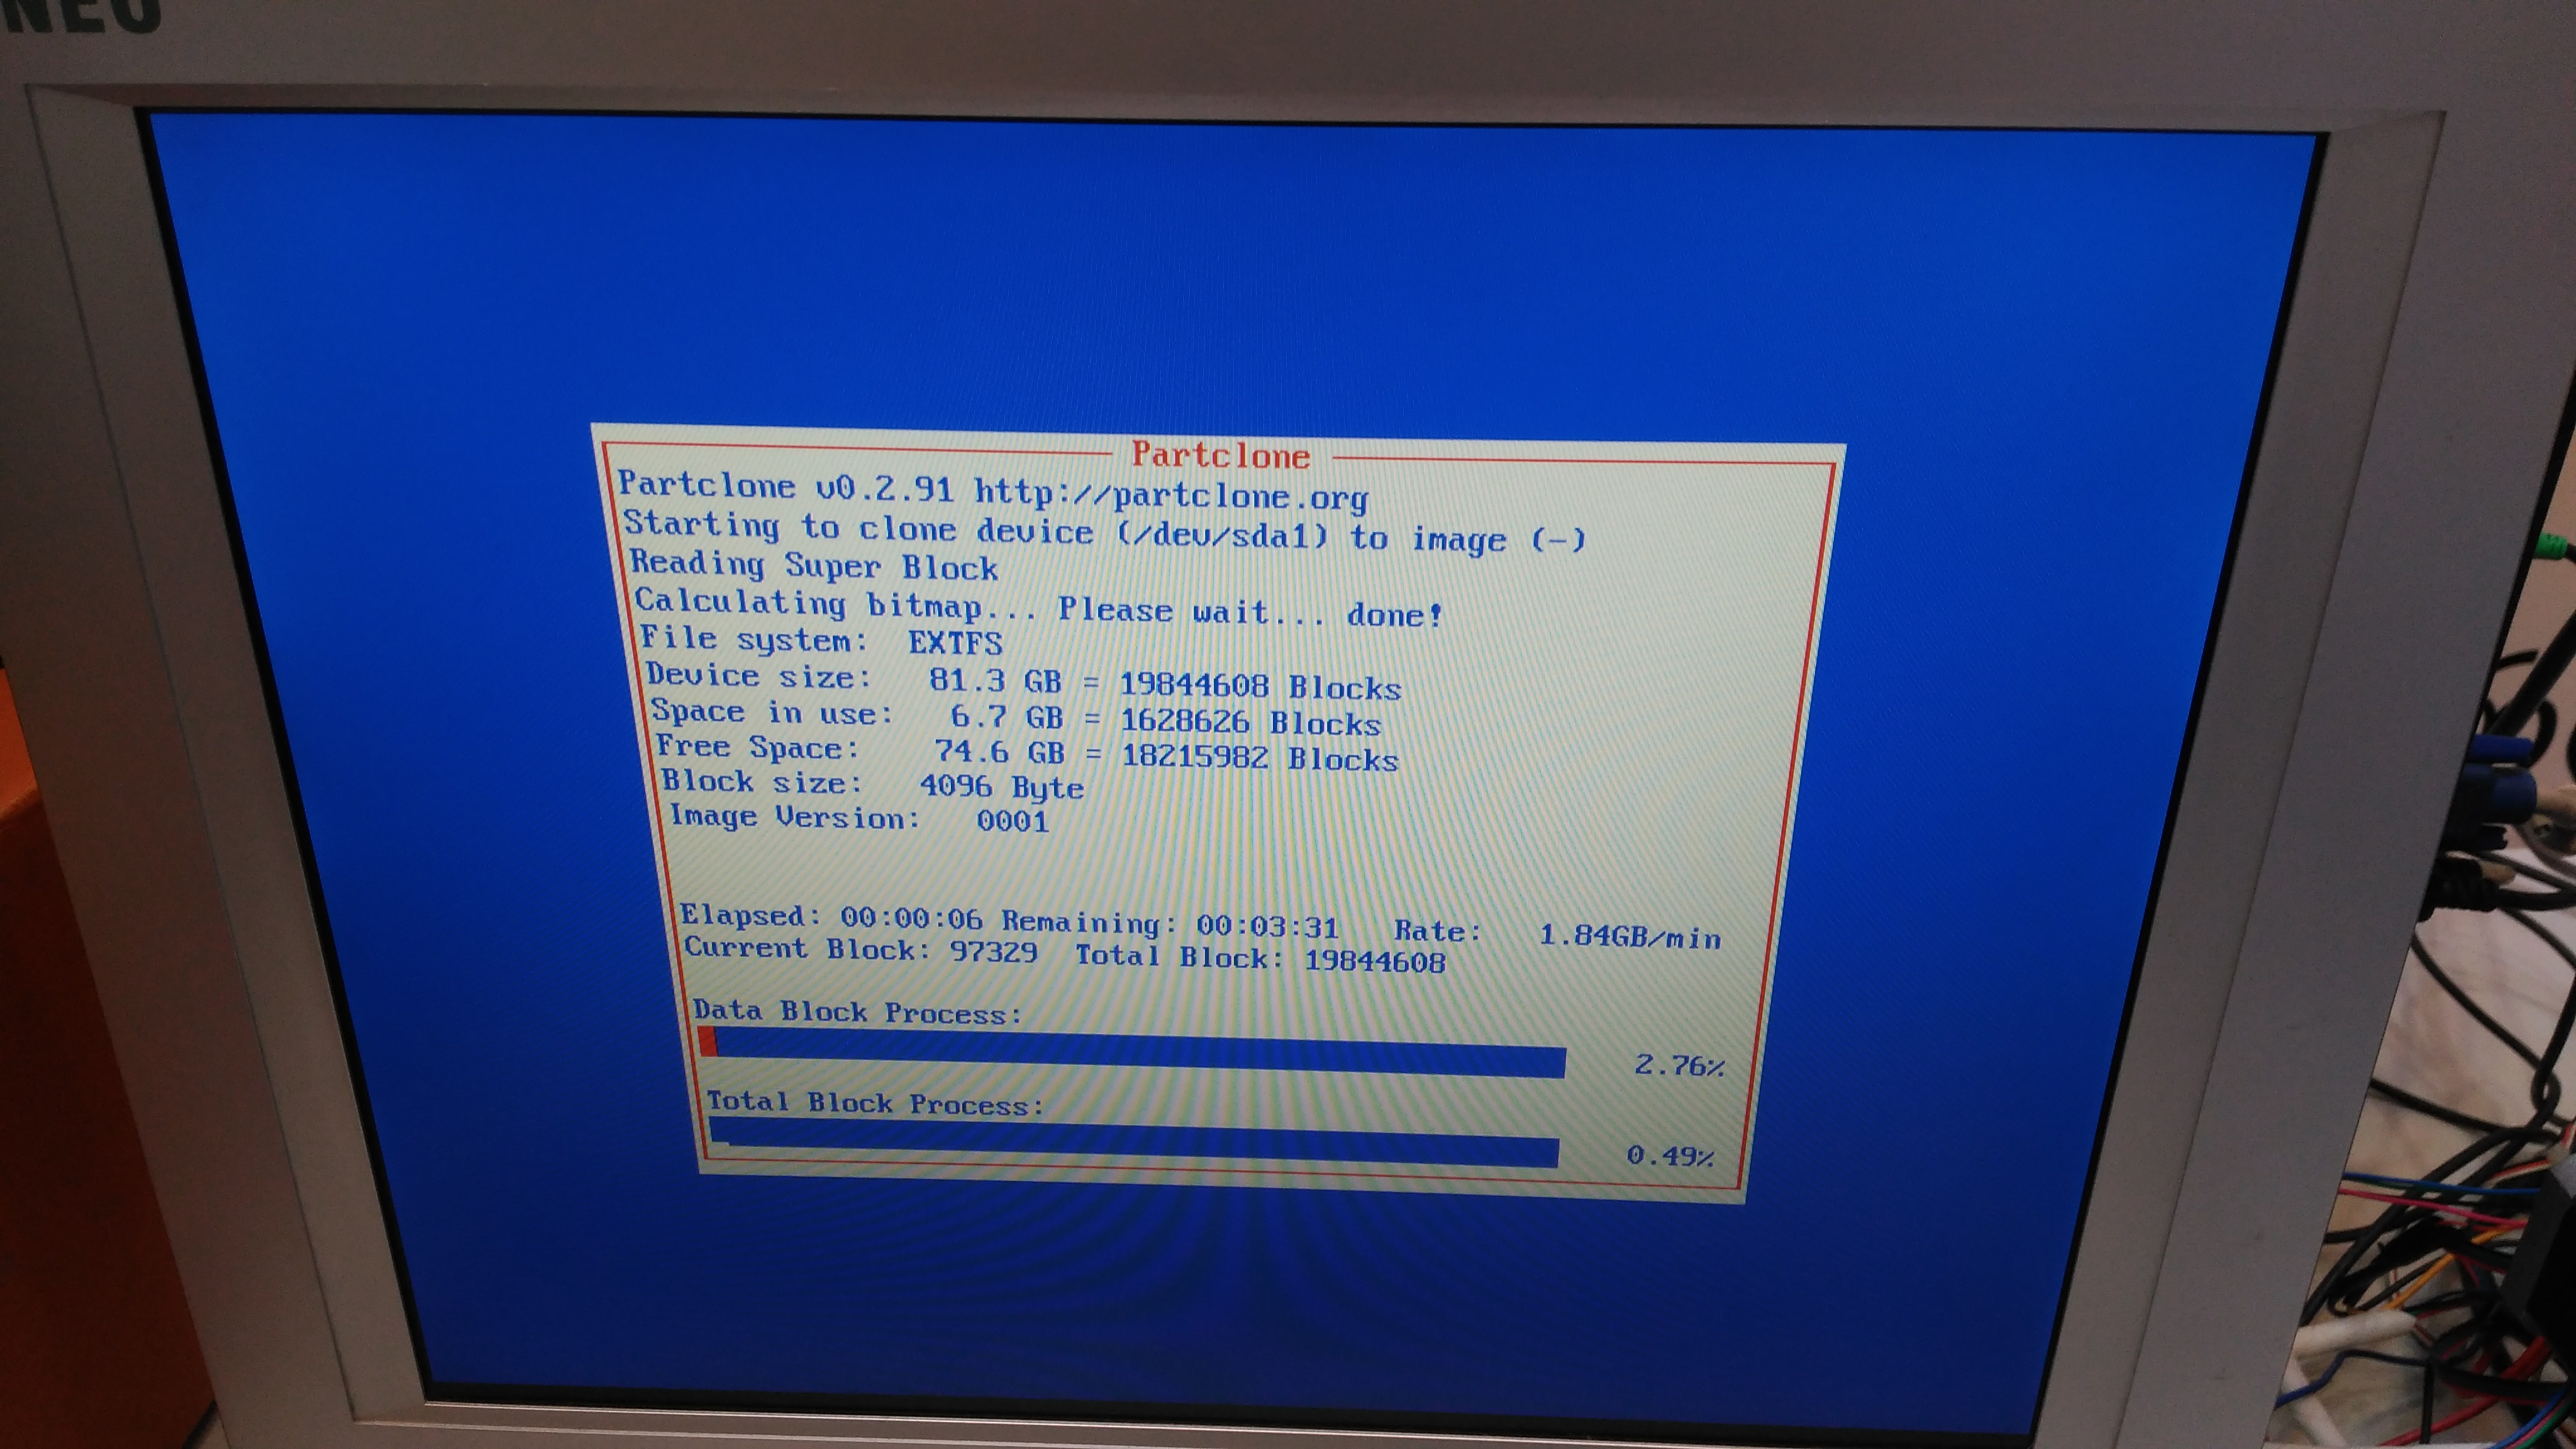 NEO
Partclone
Partclone v0.2.91 http://partclone.org
Starting to clone device (/dev/sda1) to image (-)
Reading Super Block
Calculating bitmap... Please wait... done!
File system: EXTFS
Device size: 81.3 GB = 19844608 Blocks
Space in use: 6.7 GB = 1628626 Blocks
Free Space: 74.6 GB = 18215982 Blocks
Block size: 4096 Byte
Image Version: 0001
Elapsed: 00:00:06 Remaining: 00:03:31 Rate: 1.84GB/min
Current Block: 97329 Total Block: 19844608
Data Block Process:
2.76%
Total Block Process:
0.49%